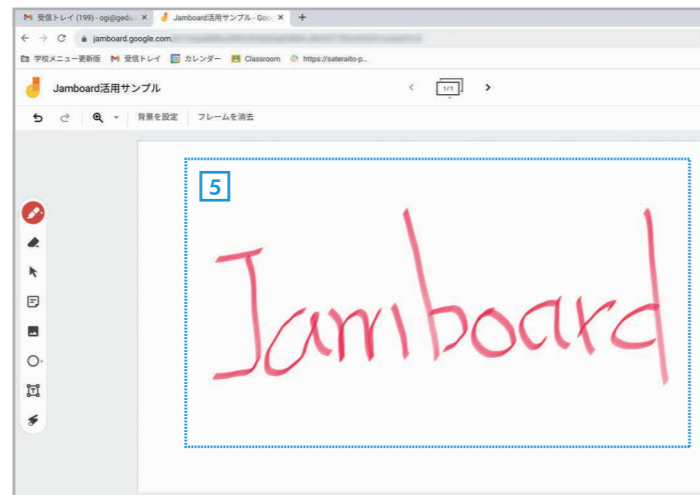 受信トレイ (199) - ogi@gedu
Jamboard活用サンプル - Goog
jamboard.google.com
学校メニュー更新版 受信トレイ カレンダー Classroom https://sateraito-p...
Jamboard活用サンプル
1/1
背景を設定 フレームを消去
5
Jamboard